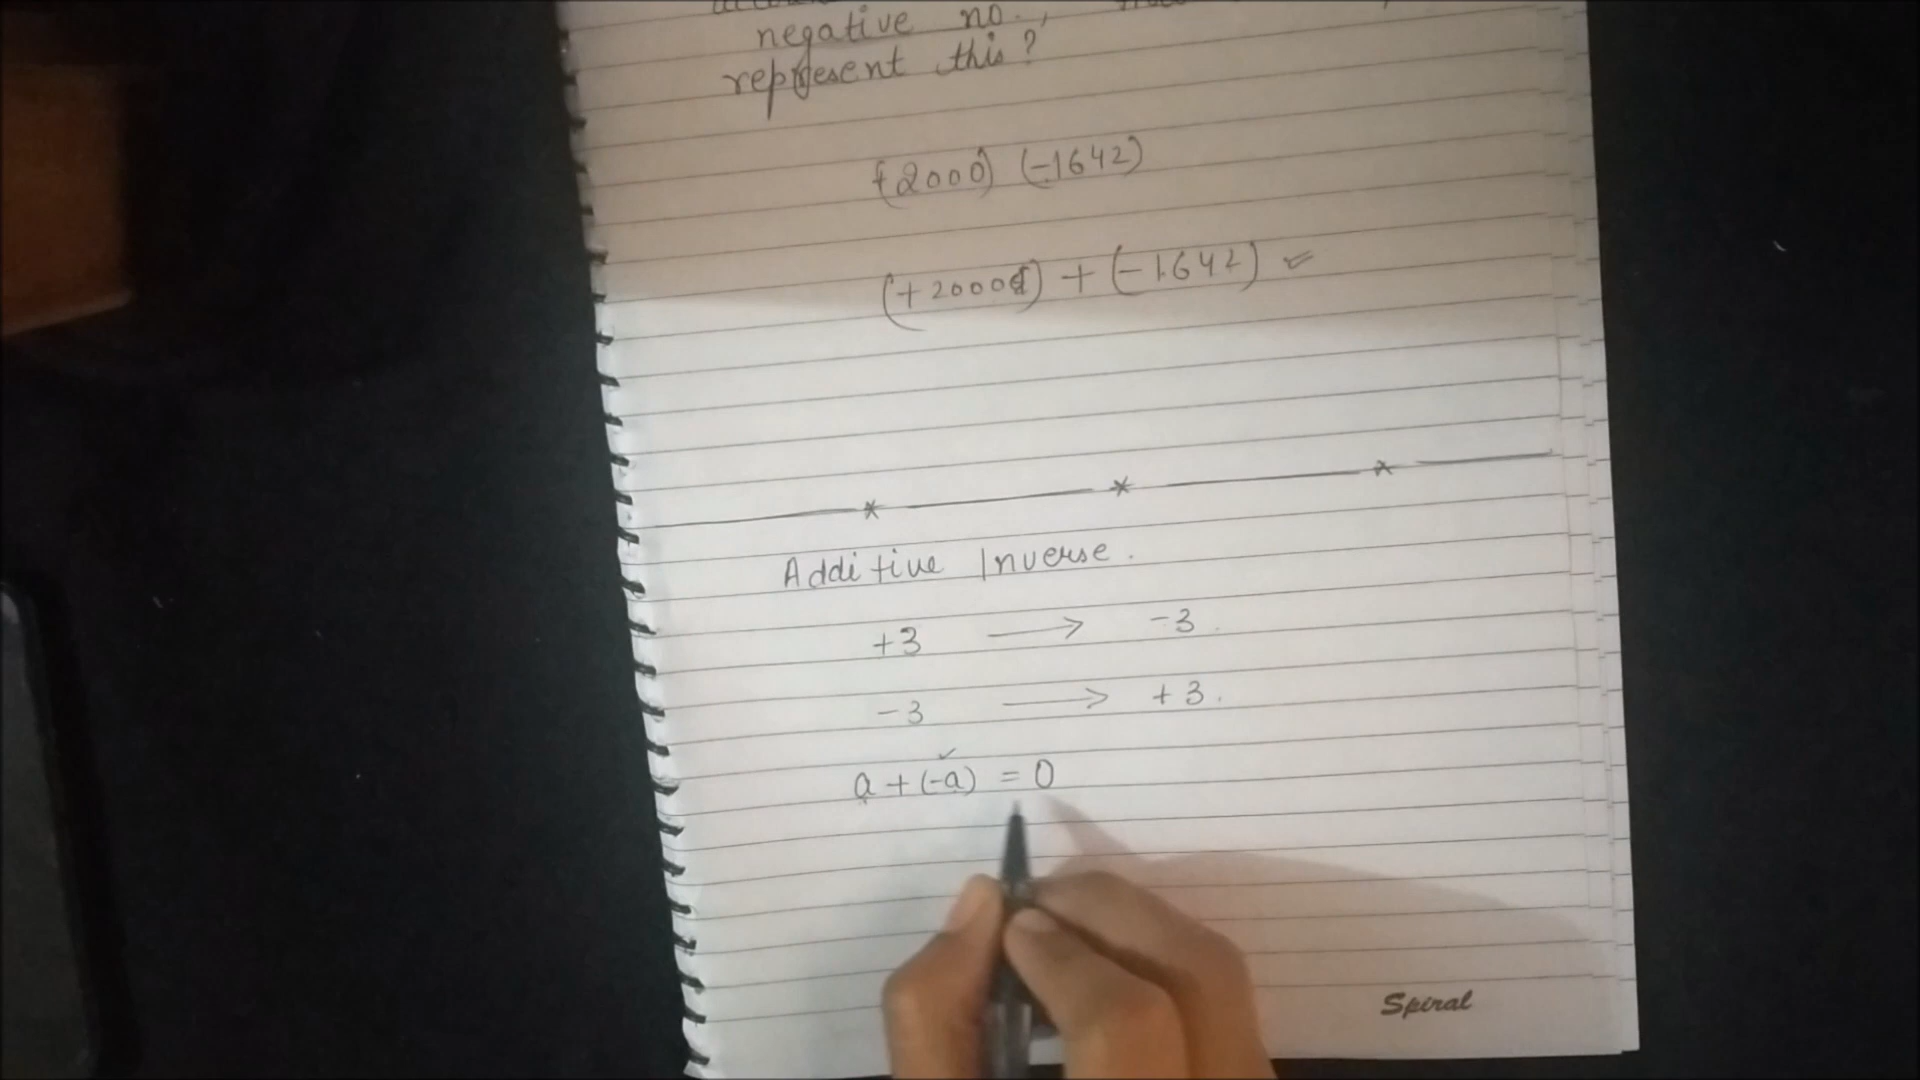 negative no.,
represent this?
(+2000) (-1642)
(+2000) + (-1642) ✓
Additive Inverse.
+3 → -3.
-3 → +3.
a + (-a) = 0
Spiral